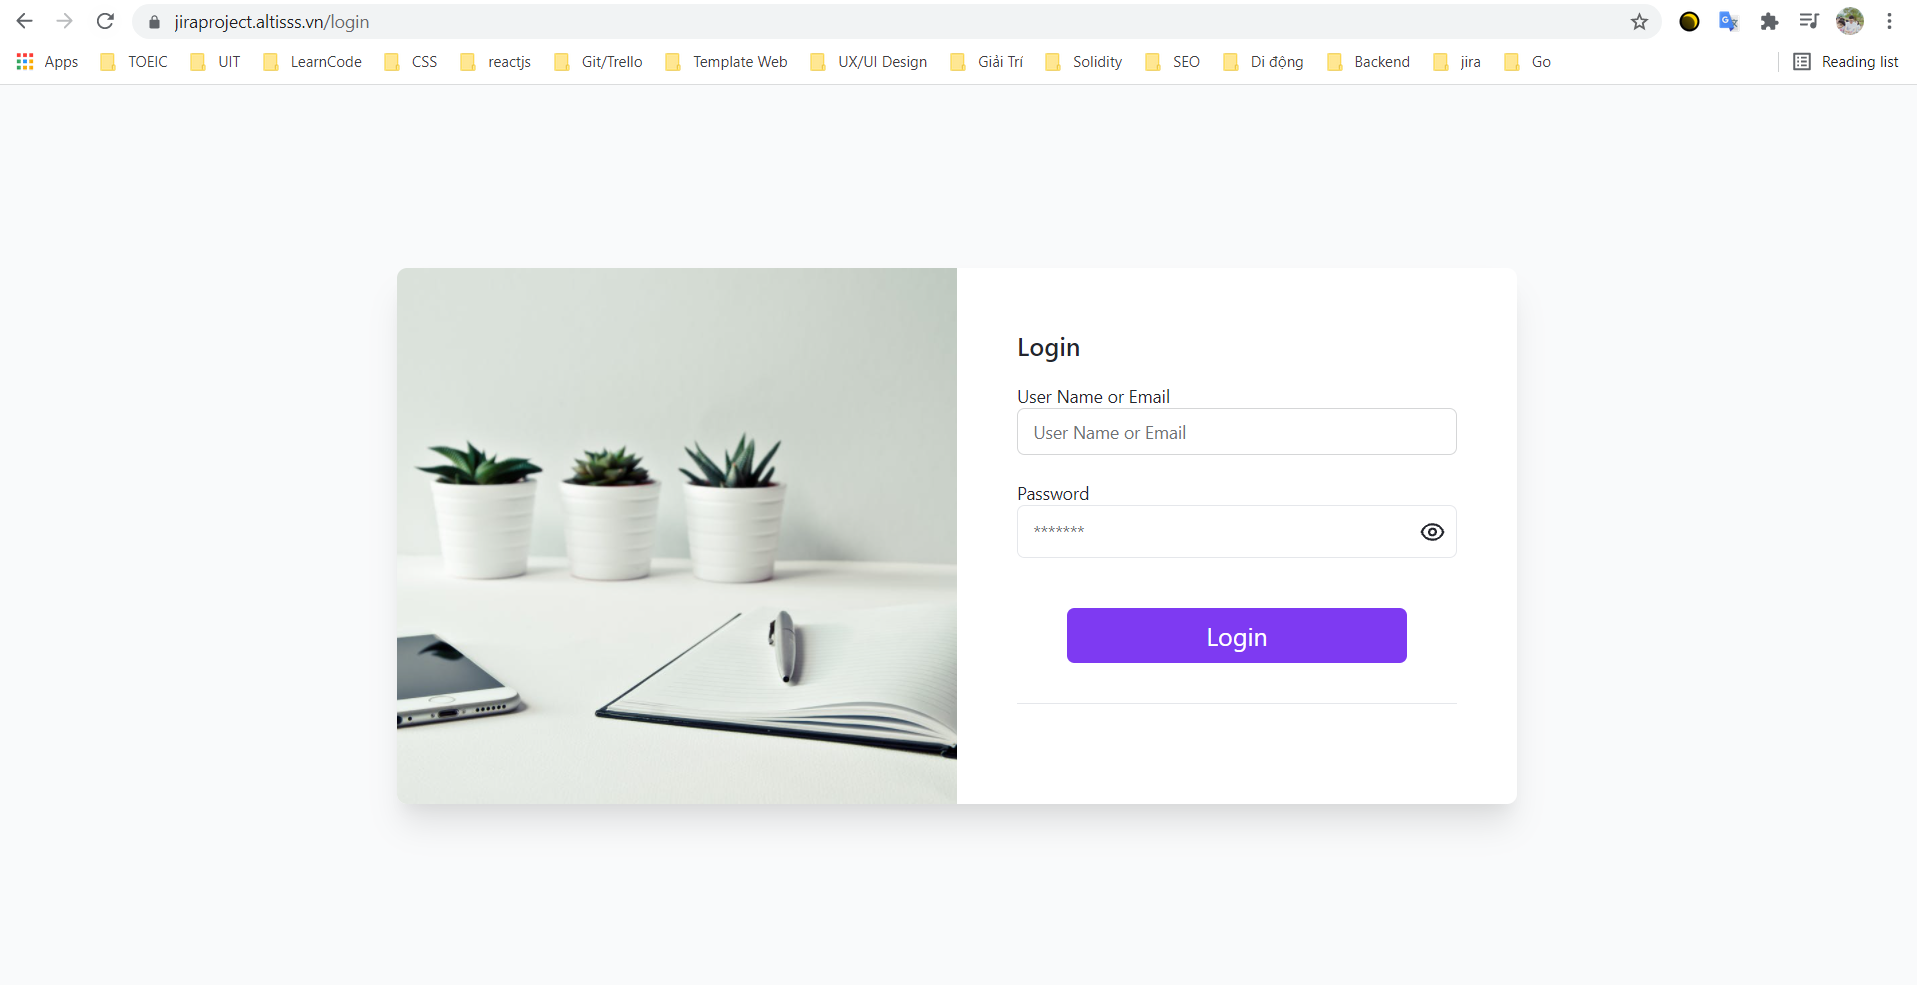 jiraproject.altisss.vn/login
Apps TOEIC UIT LearnCode CSS reactjs Git/Trello Template Web UX/UI Design Giải Trí Solidity SEO Di động Backend jira Go Reading list
Login
User Name or Email
User Name or Email
Password
*******
Login